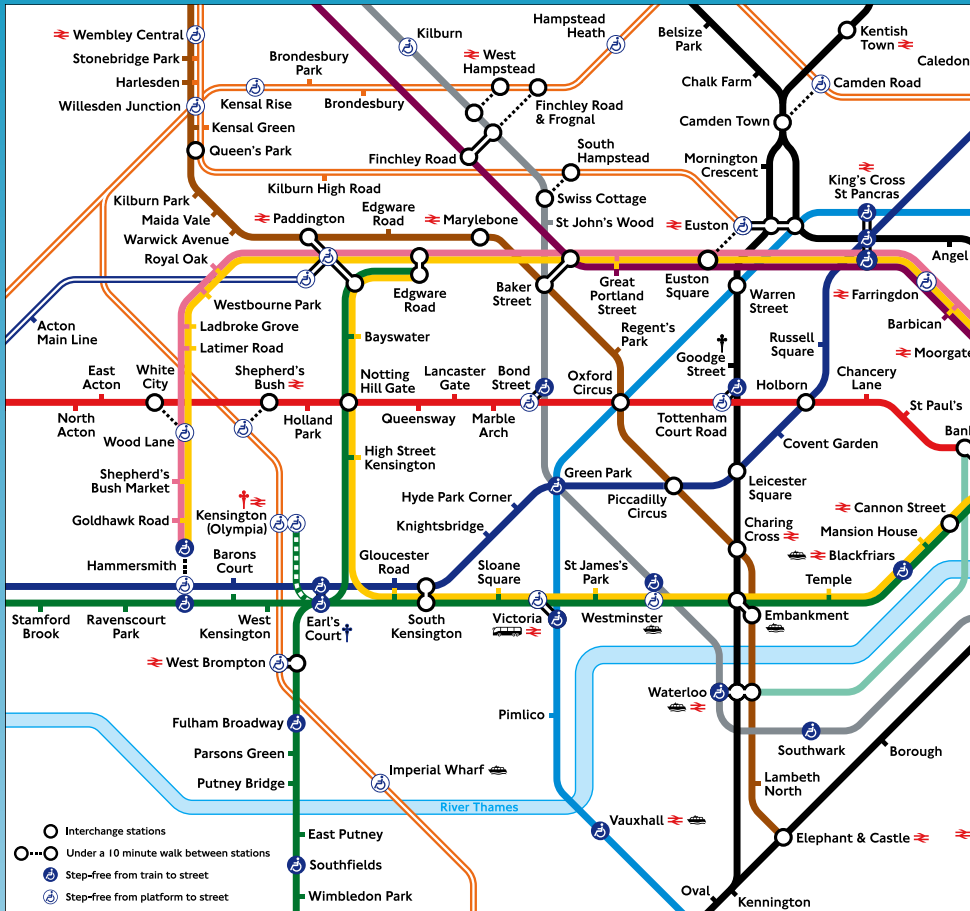 Wembley Central
Stonebridge Park
Harlesden
Willesden Junction
Kensal Green
Queen's Park
Kensal Rise
Brondesbury
Park
Brondesbury
Kilburn
West
Hampstead
Hampstead
Heath
Finchley Road
& Frognal
Finchley Road
South
Hampstead
Swiss Cottage
St John's Wood
Belsize
Park
Chalk Farm
Kentish
Town
Caledon
Camden Road
Camden Town
Mornington
Crescent
King's Cross
St Pancras
Kilburn High Road
Kilburn Park
Maida Vale
Warwick Avenue
Royal Oak
Paddington
Edgware
Road
Marylebone
Euston
Angel
Westbourne Park
Ladbroke Grove
Latimer Road
Edgware
Road
Baker
Street
Great
Portland
Street
Euston
Square
Warren
Street
Farringdon
Barbican
Moorgate
Acton
Main Line
Bayswater
Regent's
Park
Goodge
Street
Russell
Square
East
Acton
White
City
Shepherd's
Bush
Notting
Hill Gate
Lancaster
Gate
Bond
Street
Oxford
Circus
Holborn
Chancery
Lane
St Paul's
Bank
North
Acton
Wood Lane
Holland
Park
Queensway
Marble
Arch
Tottenham
Court Road
Covent Garden
Shepherd's
Bush Market
Goldhawk Road
High Street
Kensington
Green Park
Hyde Park Corner
Knightsbridge
Piccadilly
Circus
Leicester
Square
Cannon Street
Mansion House
Blackfriars
Kensington
(Olympia)
Charing
Cross
Hammersmith
Barons
Court
Gloucester
Road
Sloane
Square
St James's
Park
Temple
Stamford
Brook
Ravenscourt
Park
West
Kensington
Earl's
Court
South
Kensington
Victoria
Westminster
Embankment
West Brompton
Waterloo
Southwark
Borough
Fulham Broadway
Parsons Green
Putney Bridge
Pimlico
Imperial Wharf
River Thames
Lambeth
North
Vauxhall
Elephant & Castle
East Putney
Southfields
Wimbledon Park
Oval
Kennington
Interchange stations
Under a 10 minute walk between stations
Step-free from train to street
Step-free from platform to street